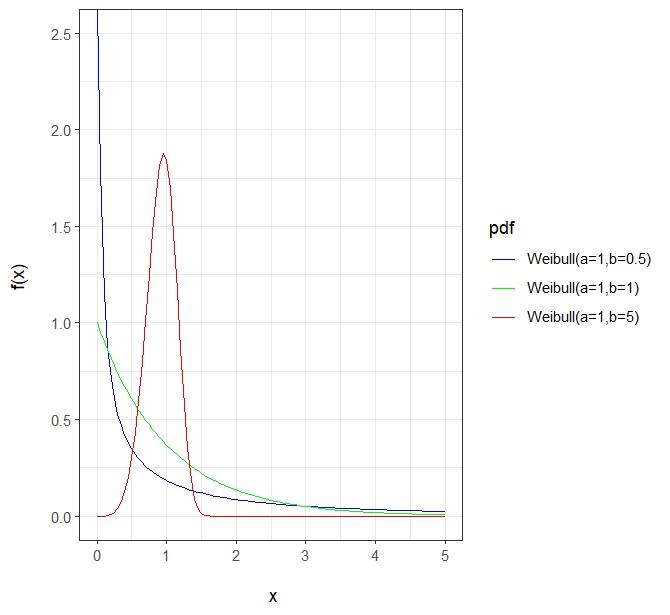 2.5
2.0
1.5
1.0
0.5
0.0
f(x)
0 1 2 3 4 5
x
pdf
Weibull(a=1,b=0.5)
Weibull(a=1,b=1)
Weibull(a=1,b=5)